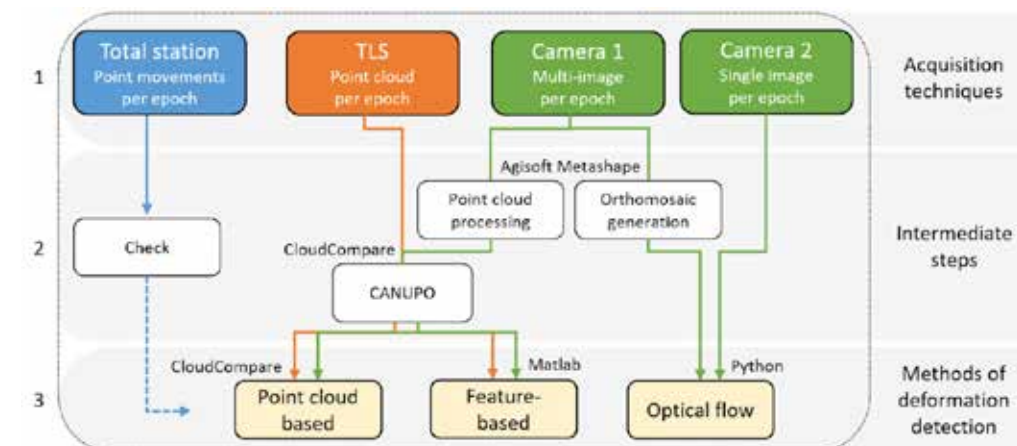 Total station
Point movements
per epoch
TLS
Point cloud
per epoch
Camera 1
Multi-image
per epoch
Camera 2
Single image
per epoch
1
Acquisition
techniques
Agisoft Metashape
Point cloud
processing
Orthomosaic
generation
Check
2
CloudCompare
Intermediate
steps
CANUPO
CloudCompare
Matlab
Python
3
Point cloud
based
Feature-
based
Optical flow
Methods of
deformation
detection